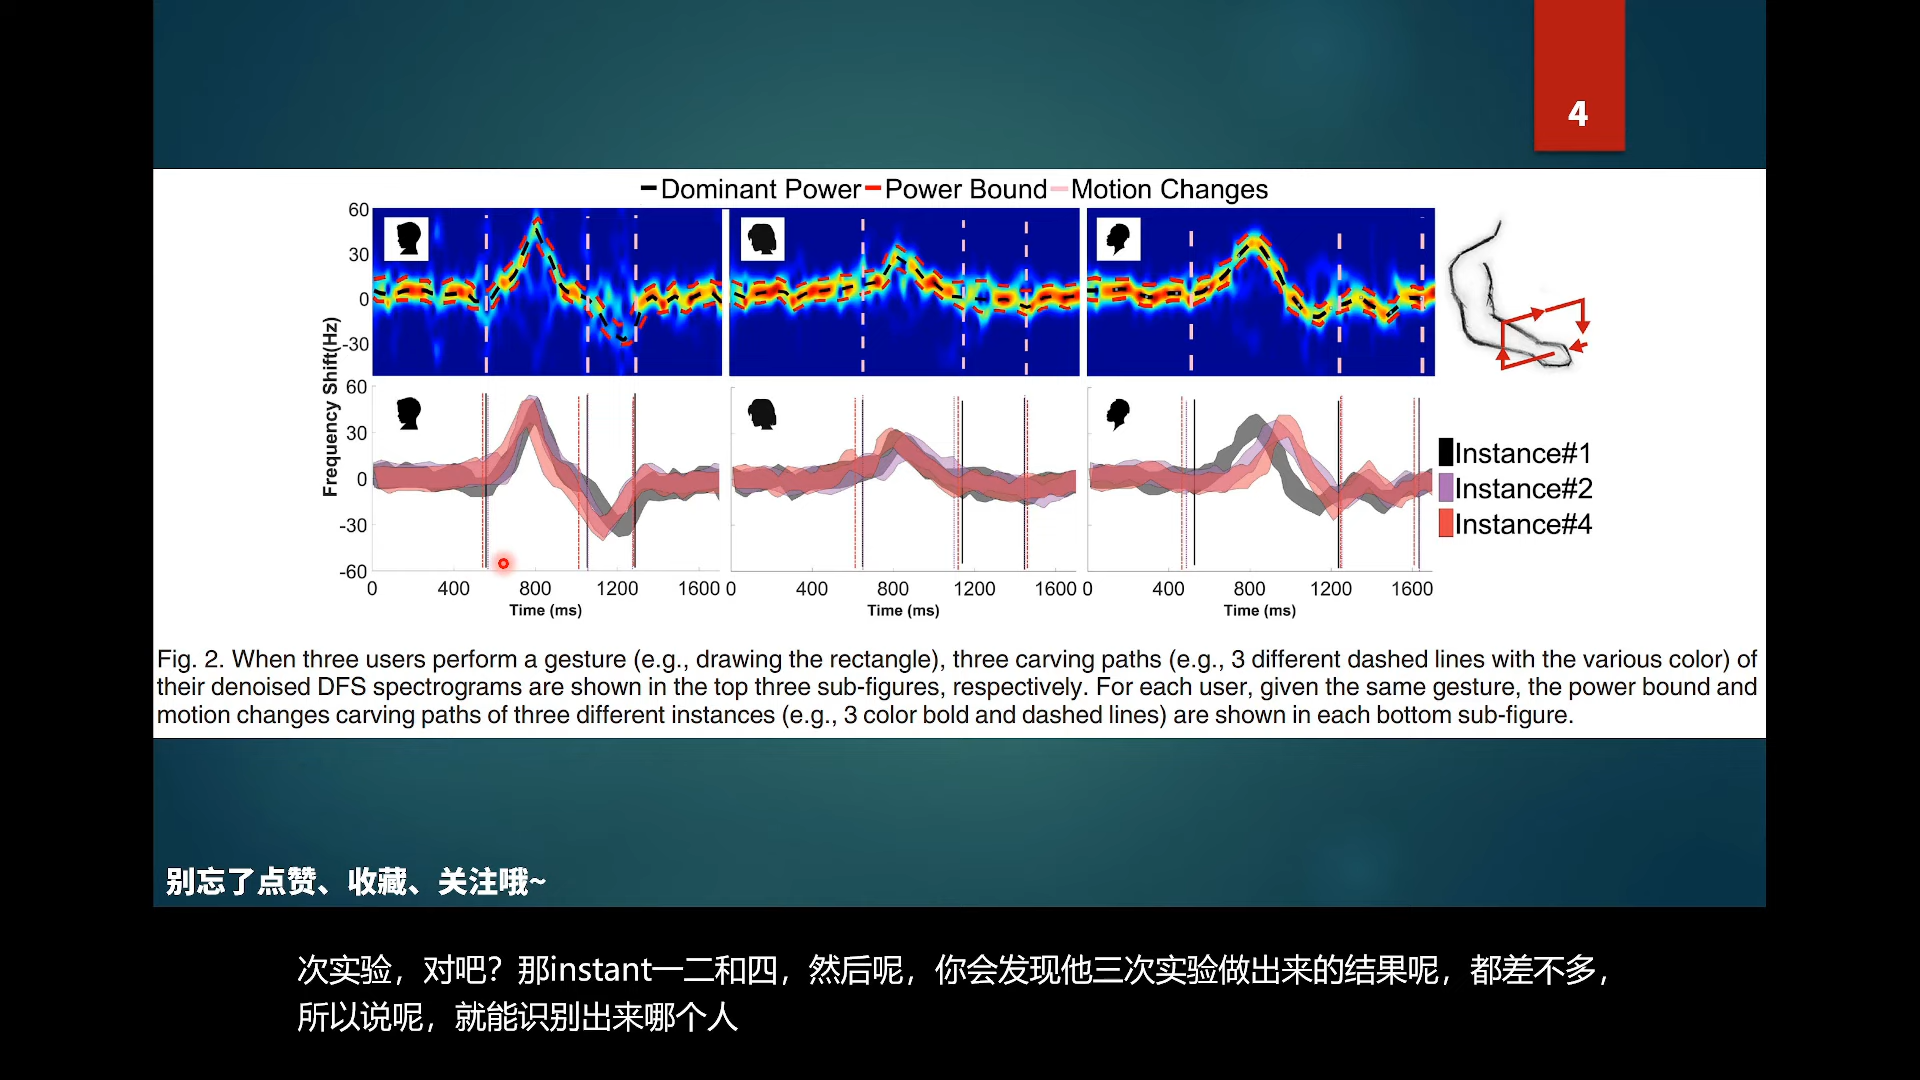 4
Dominant Power Power Bound Motion Changes
60
30
0
-30
Frequency Shift(Hz)
60
30
0
-30
-60
0 400 800 1200 1600 0 400 800 1200 1600 0 400 800 1200 1600
Time (ms) Time (ms) Time (ms)
Instance#1
Instance#2
Instance#4
Fig. 2. When three users perform a gesture (e.g., drawing the rectangle), three carving paths (e.g., 3 different dashed lines with the various color) of
their denoised DFS spectrograms are shown in the top three sub-figures, respectively. For each user, given the same gesture, the power bound and
motion changes carving paths of three different instances (e.g., 3 color bold and dashed lines) are shown in each bottom sub-figure.
别忘了点赞、收藏、关注哦~
次实验，对吧？那instant一二和四，然后呢，你会发现他三次实验做出来的结果呢，都差不多，
所以说呢，就能识别出来哪个人